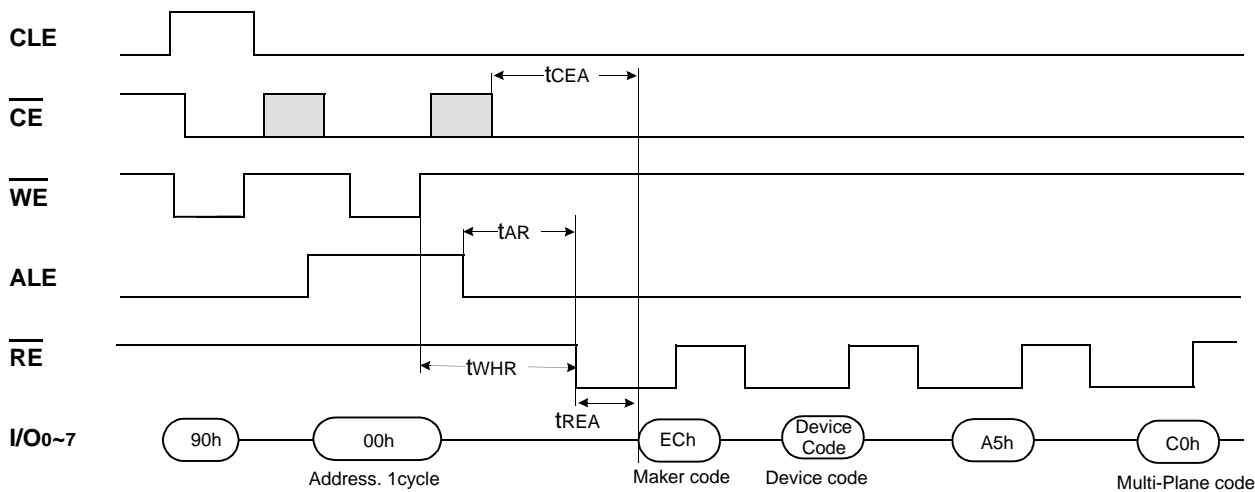 CLE
tCEA
CE
WE
tAR
ALE
RE
tWHR
tREA
I/O0~7
90h
00h
ECh
Device
Code
A5h
C0h
Address. 1cycle
Maker code
Device code
Multi-Plane code